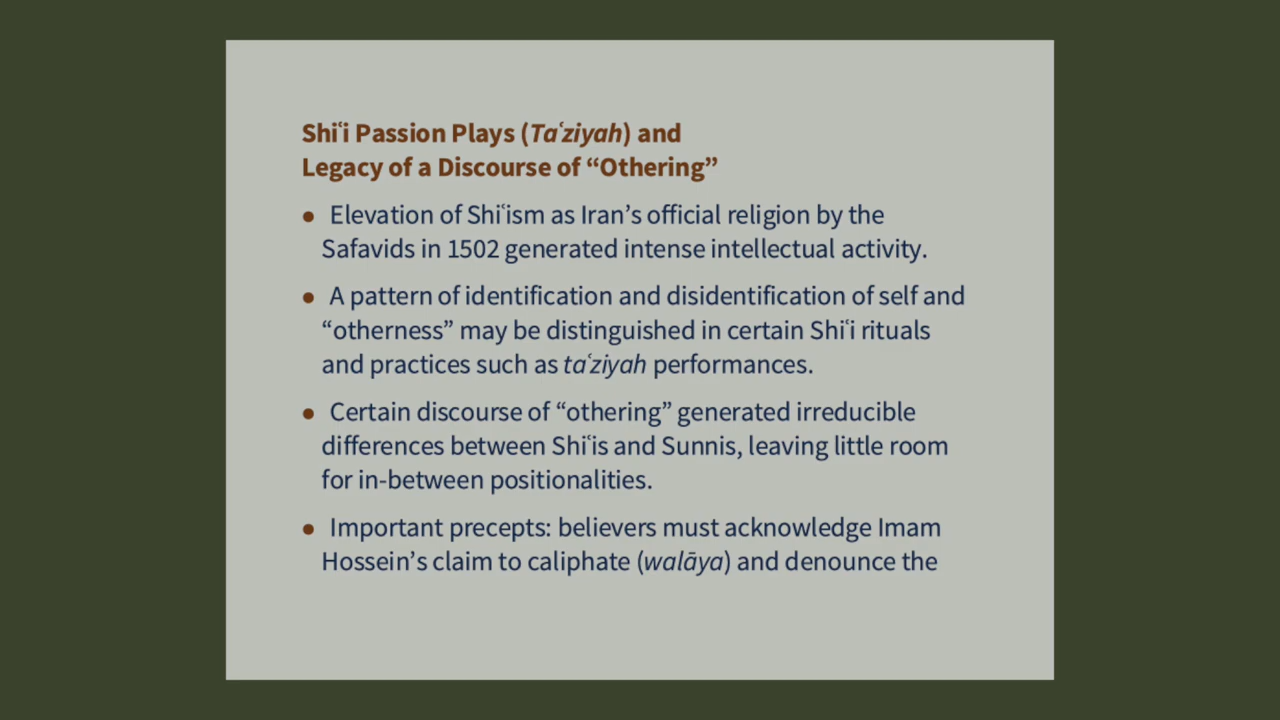 Shiʿi Passion Plays (Taʿziyah) and
Legacy of a Discourse of “Othering”
● Elevation of Shiʿism as Iran’s official religion by the
Safavids in 1502 generated intense intellectual activity.
● A pattern of identification and disidentification of self and
“otherness” may be distinguished in certain Shiʿi rituals
and practices such as taʿziyah performances.
● Certain discourse of “othering” generated irreducible
differences between Shiʿis and Sunnis, leaving little room
for in-between positionalities.
● Important precepts: believers must acknowledge Imam
Hossein’s claim to caliphate (walāya) and denounce the